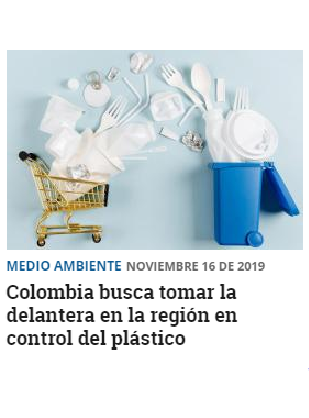 MEDIO AMBIENTE NOVIEMBRE 16 DE 2019
Colombia busca tomar la
delantera en la región en
control del plástico